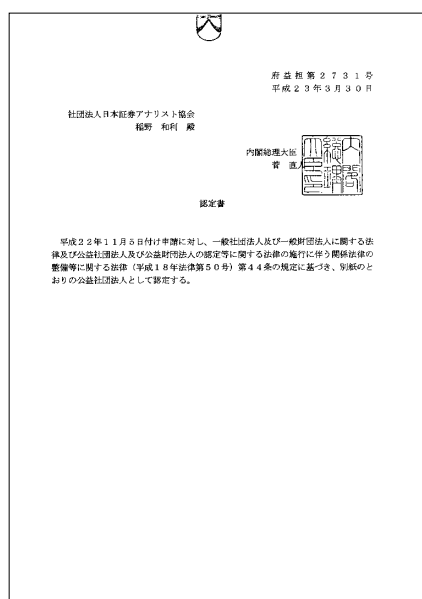 府益担第2731号
平成23年3月30日
社団法人日本証券アナリスト協会
稲野 和利 殿
内閣総理大臣
菅 直人
認定書
平成22年11月5日付け申請に対し、一般社団法人及び一般財団法人に関する法
律及び公益社団法人及び公益財団法人の認定等に関する法律の施行に伴う関係法律の
整備等に関する法律（平成18年法律第50号）第44条の規定に基づき、別紙のと
おりの公益社団法人として認定する。